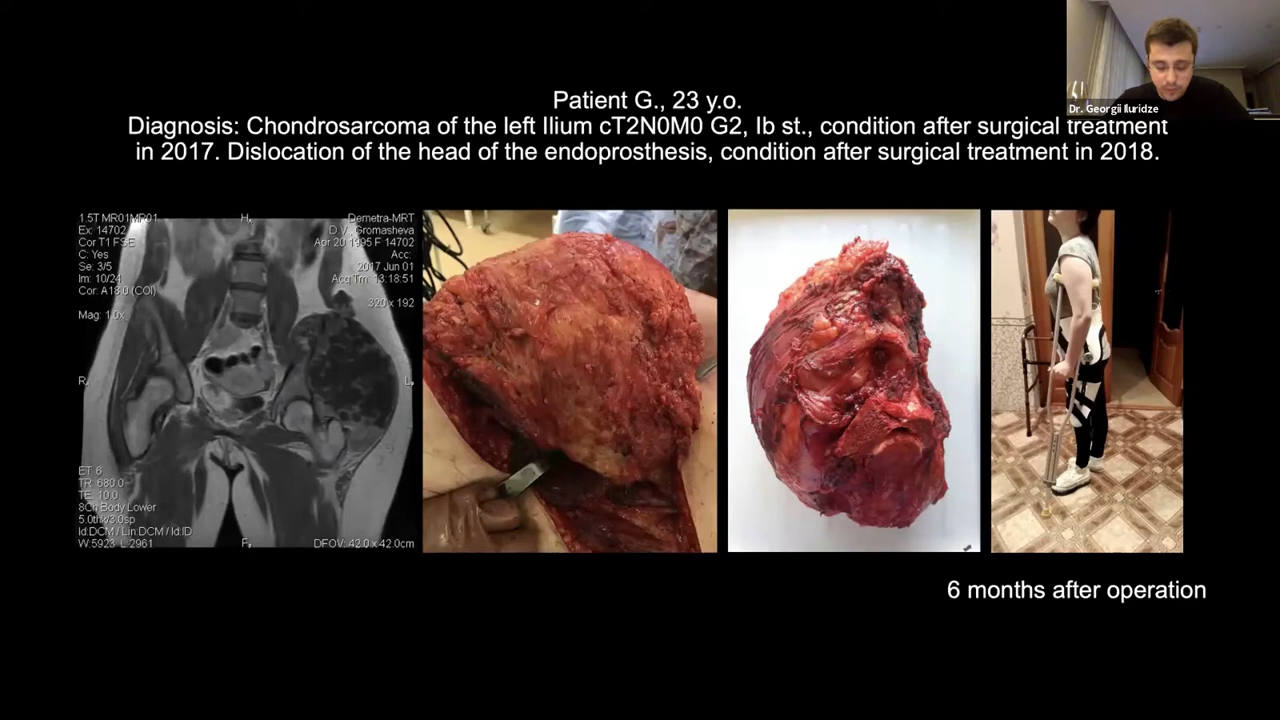 Dr. Georgii Iluridze
Patient G., 23 y.o.
Diagnosis: Chondrosarcoma of the left Ilium cT2N0M0 G2, Ib st., condition after surgical treatment
in 2017. Dislocation of the head of the endoprosthesis, condition after surgical treatment in 2018.
1.5T MR01MR01
Ex: 14702
Cor T1 FSE
C: Yes
Se: 3/5
Im: 10/24
Cor: A18.0 (COI)
Mag: 1.0x
H
Demetra-MRT
D.V., Gromasheva
Apr 20 1995 F 14702
Acc:
2017 Jun 01
Acq Tm: 13:18:51
320 x 192
R
L
ET: 6
TR: 680.0
TE: 10.0
8Ch Body Lower
5.0thk/3.0sp
Id:DCM / Lin:DCM / Id:ID
W:5923 L:2961
F
DFOV: 42.0 x 42.0cm
6 months after operation